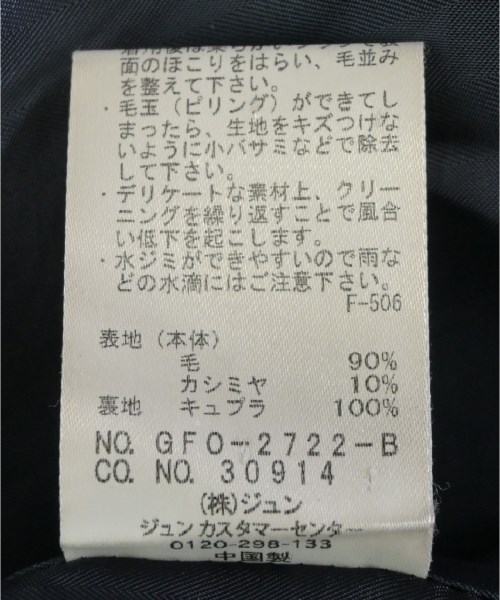 面のほこりをはらい、毛並み
を整えて下さい。
・毛玉（ピリング）ができてし
まったら、生地をキズつけな
いように小バサミなどで除去
して下さい。
・デリケートな素材上、クリー
ニングを繰り返すことで風合
い低下を起こします。
・水ジミができやすいので雨な
どの水滴にはご注意下さい。
F-506
表地（本体）
毛 90%
カシミヤ 10%
裏地 キュプラ 100%
NO. GFO-2722-B
CO. NO. 30914
(株)ジュン
ジュンカスタマーセンター
0120-298-133
中国製